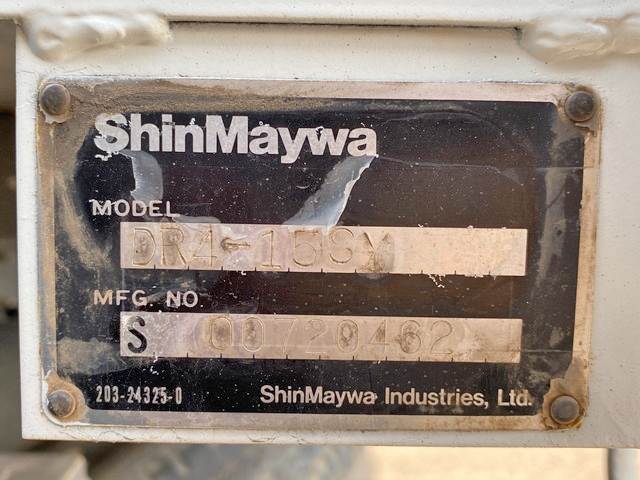 ShinMaywa
MODEL
DR4-15SY
MFG. NO
S 00720462
203-24325-0 ShinMaywa Industries, Ltd.